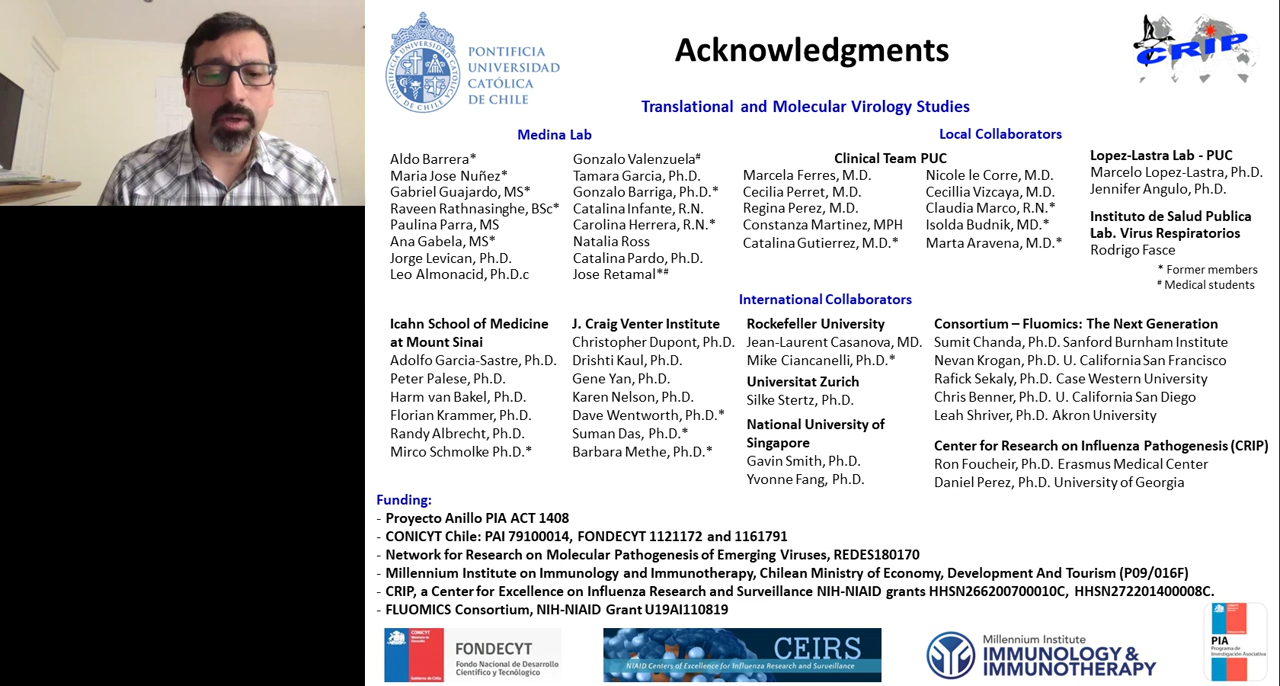 PONTIFICIA
UNIVERSIDAD
CATÓLICA
DE CHILE
Acknowledgments
CRIP
Translational and Molecular Virology Studies
Medina Lab
Aldo Barrera*
Maria Jose Nuñez*
Gabriel Guajardo, MS*
Raveen Rathnasinghe, BSc*
Paulina Parra, MS
Ana Gabela, MS*
Jorge Levican, Ph.D.
Leo Almonacid, Ph.D.c
Gonzalo Valenzuela#
Tamara Garcia, Ph.D.
Gonzalo Barriga, Ph.D.*
Catalina Infante, R.N.
Carolina Herrera, R.N.*
Natalia Ross
Catalina Pardo, Ph.D.
Jose Retamal*#
Local Collaborators
Clinical Team PUC
Marcela Ferres, M.D.
Cecilia Perret, M.D.
Regina Perez, M.D.
Constanza Martinez, MPH
Catalina Gutierrez, M.D.*
Nicole le Corre, M.D.
Cecillia Vizcaya, M.D.
Claudia Marco, R.N.*
Isolda Budnik, MD.*
Marta Aravena, M.D.*
Lopez-Lastra Lab - PUC
Marcelo Lopez-Lastra, Ph.D.
Jennifer Angulo, Ph.D.
Instituto de Salud Publica
Lab. Virus Respiratorios
Rodrigo Fasce
* Former members
# Medical students
International Collaborators
Icahn School of Medicine
at Mount Sinai
Adolfo Garcia-Sastre, Ph.D.
Peter Palese, Ph.D.
Harm van Bakel, Ph.D.
Florian Krammer, Ph.D.
Randy Albrecht, Ph.D.
Mirco Schmolke Ph.D.*
J. Craig Venter Institute
Christopher Dupont, Ph.D.
Drishti Kaul, Ph.D.
Gene Yan, Ph.D.
Karen Nelson, Ph.D.
Dave Wentworth, Ph.D.*
Suman Das, Ph.D.*
Barbara Methe, Ph.D.*
Rockefeller University
Jean-Laurent Casanova, MD.
Mike Ciancanelli, Ph.D.*
Universitat Zurich
Silke Stertz, Ph.D.
National University of
Singapore
Gavin Smith, Ph.D.
Yvonne Fang, Ph.D.
Consortium – Fluomics: The Next Generation
Sumit Chanda, Ph.D. Sanford Burnham Institute
Nevan Krogan, Ph.D. U. California San Francisco
Rafick Sekaly, Ph.D. Case Western University
Chris Benner, Ph.D. U. California San Diego
Leah Shriver, Ph.D. Akron University
Center for Research on Influenza Pathogenesis (CRIP)
Ron Foucheir, Ph.D. Erasmus Medical Center
Daniel Perez, Ph.D. University of Georgia
Funding:
- Proyecto Anillo PIA ACT 1408
- CONICYT Chile: PAI 79100014, FONDECYT 1121172 and 1161791
- Network for Research on Molecular Pathogenesis of Emerging Viruses, REDES180170
- Millennium Institute on Immunology and Immunotherapy, Chilean Ministry of Economy, Development And Tourism (P09/016F)
- CRIP, a Center for Excellence on Influenza Research and Surveillance NIH-NIAID grants HHSN266200700010C, HHSN272201400008C.
- FLUOMICS Consortium, NIH-NIAID Grant U19AI110819
CONICYT
FONDECYT
Fondo Nacional de Desarrollo
Científico y Tecnológico
CEIRS
NIAID Centers of Excellence for Influenza Research and Surveillance
Millennium Institute
IMMUNOLOGY &
IMMUNOTHERAPY
PIA
Programa de
Investigación Asociativa